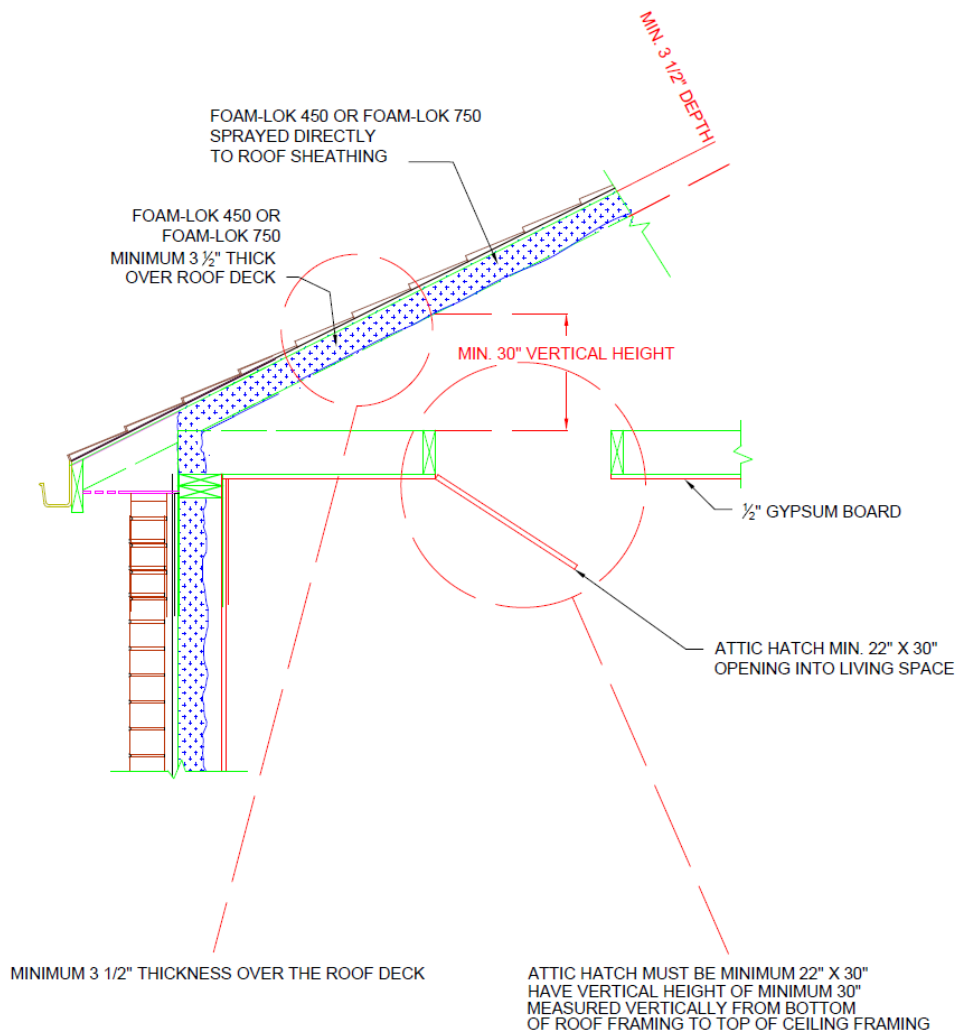 MIN. 3 1/2" DEPTH
FOAM-LOK 450 OR FOAM-LOK 750
SPRAYED DIRECTLY
TO ROOF SHEATHING
FOAM-LOK 450 OR
FOAM-LOK 750
MINIMUM 3 ½" THICK
OVER ROOF DECK
MIN. 30" VERTICAL HEIGHT
½" GYPSUM BOARD
ATTIC HATCH MIN. 22" X 30"
OPENING INTO LIVING SPACE
MINIMUM 3 1/2" THICKNESS OVER THE ROOF DECK
ATTIC HATCH MUST BE MINIMUM 22" X 30"
HAVE VERTICAL HEIGHT OF MINIMUM 30"
MEASURED VERTICALLY FROM BOTTOM
OF ROOF FRAMING TO TOP OF CEILING FRAMING